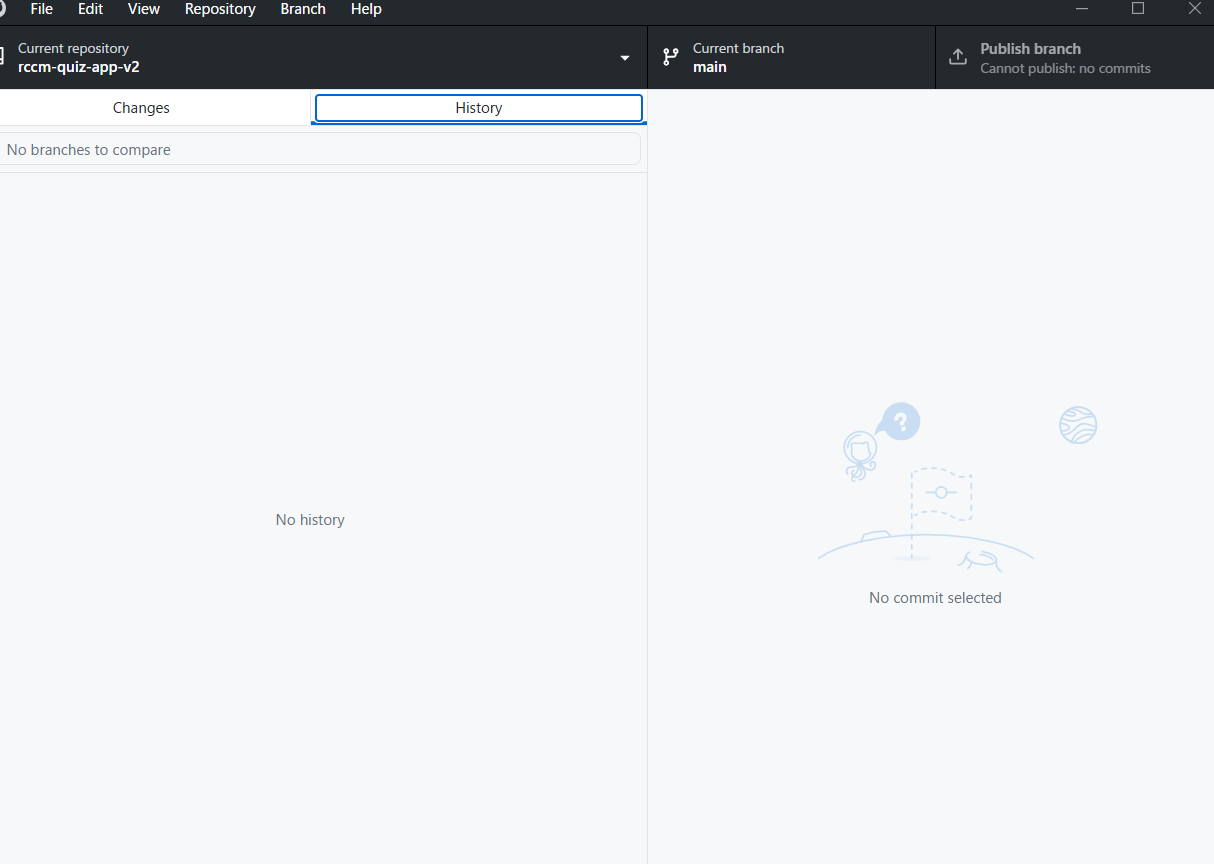 File Edit View Repository Branch Help
Current repository
rccm-quiz-app-v2
Current branch
main
Publish branch
Cannot publish: no commits
Changes
History
No branches to compare
No history
?
No commit selected